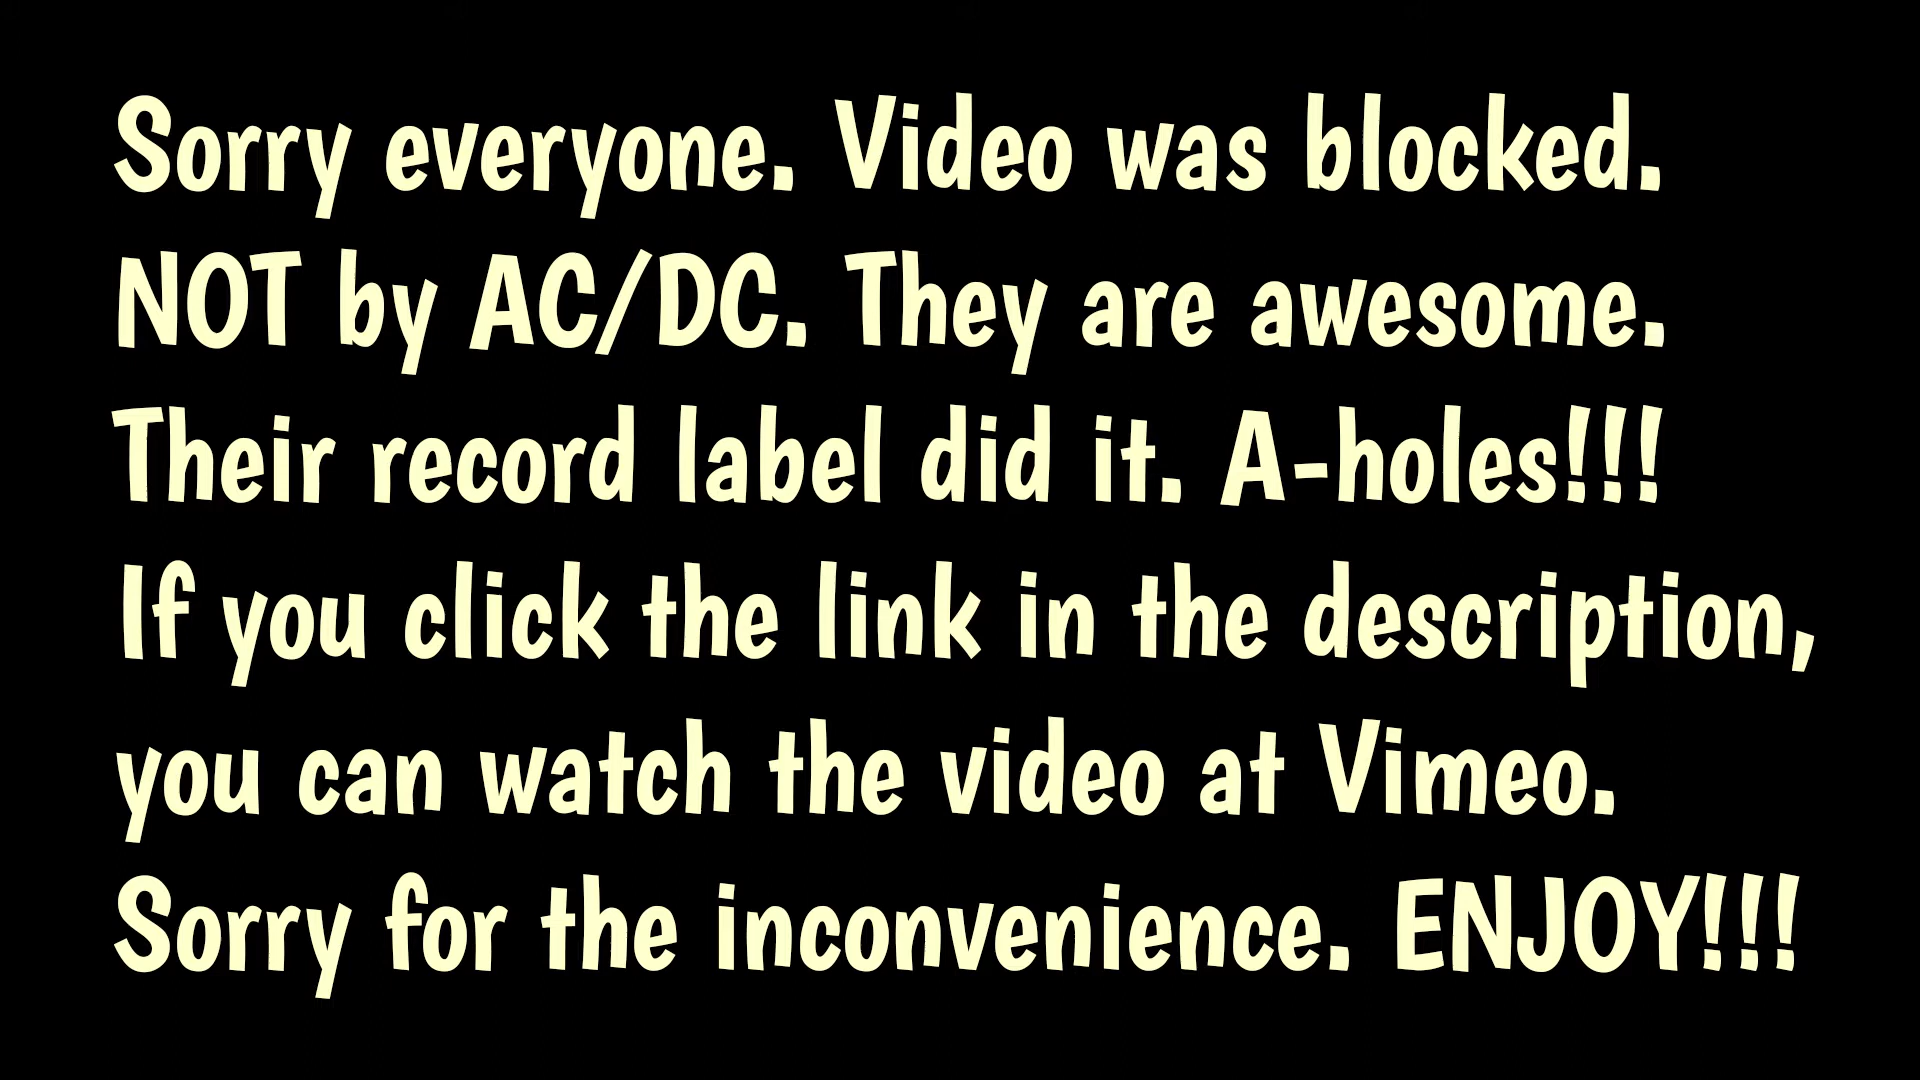 Sorry everyone. Video was blocked.
NOT by AC/DC. They are awesome.
Their record label did it. A-holes!!!
If you click the link in the description,
you can watch the video at Vimeo.
Sorry for the inconvenience. ENJOY!!!